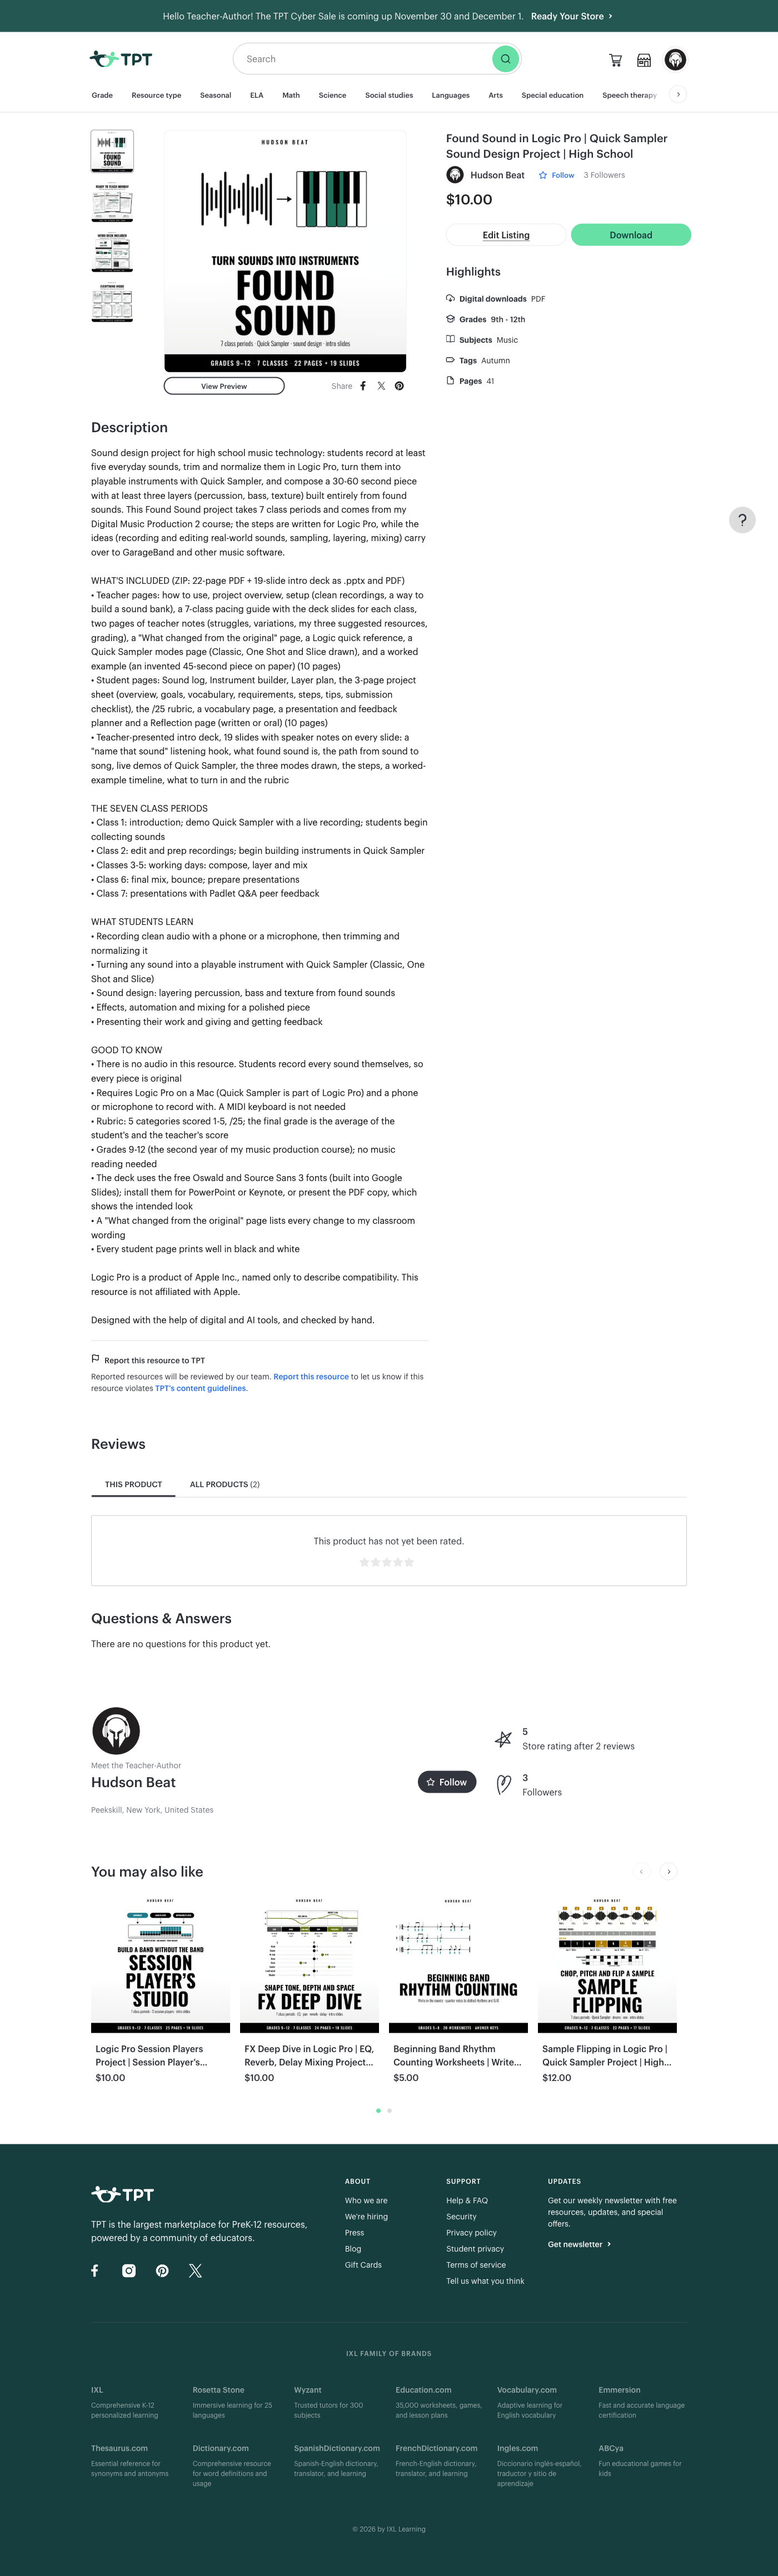 Hello Teacher-Author! The TPT Cyber Sale is coming up November 30 and December 1. Ready Your Store
TPT
Search
Grade
Resource type
Seasonal
ELA
Math
Science
Social studies
Languages
Arts
Special education
Speech therapy
HUDSON BEAT
TURN SOUNDS INTO INSTRUMENTS
FOUND
SOUND
7 class periods · Quick Sampler · sound design · intro slides
GRADES 9–12 · 7 CLASSES · 22 PAGES + 19 SLIDES
View Preview
Share
Found Sound in Logic Pro | Quick Sampler
Sound Design Project | High School
Hudson Beat
Follow
3 Followers
$10.00
Edit Listing
Download
Highlights
Digital downloads PDF
Grades 9th - 12th
Subjects Music
Tags Autumn
Pages 41
Description
Sound design project for high school music technology: students record at least
five everyday sounds, trim and normalize them in Logic Pro, turn them into
playable instruments with Quick Sampler, and compose a 30-60 second piece
with at least three layers (percussion, bass, texture) built entirely from found
sounds. This Found Sound project takes 7 class periods and comes from my
Digital Music Production 2 course; the steps are written for Logic Pro, while the
ideas (recording and editing real-world sounds, sampling, layering, mixing) carry
over to GarageBand and other music software.
WHAT'S INCLUDED (ZIP: 22-page PDF + 19-slide intro deck as .pptx and PDF)
• Teacher pages: how to use, project overview, setup (clean recordings, a way to
build a sound bank), a 7-class pacing guide with the deck slides for each class,
two pages of teacher notes (struggles, variations, my three suggested resources,
grading), a "What changed from the original" page, a Logic quick reference, a
Quick Sampler modes page (Classic, One Shot and Slice drawn), and a worked
example (an invented 45-second piece on paper) (10 pages)
• Student pages: Sound log, Instrument builder, Layer plan, the 3-page project
sheet (overview, goals, vocabulary, requirements, steps, tips, submission
checklist), the /25 rubric, a vocabulary page, a presentation and feedback
planner and a Reflection page (written or oral) (10 pages)
• Teacher-presented intro deck, 19 slides with speaker notes on every slide: a
"name that sound" listening hook, what found sound is, the path from sound to
song, live demos of Quick Sampler, the three modes drawn, the steps, a worked-
example timeline, what to turn in and the rubric
THE SEVEN CLASS PERIODS
• Class 1: introduction; demo Quick Sampler with a live recording; students begin
collecting sounds
• Class 2: edit and prep recordings; begin building instruments in Quick Sampler
• Classes 3-5: working days: compose, layer and mix
• Class 6: final mix, bounce; prepare presentations
• Class 7: presentations with Padlet Q&A peer feedback
WHAT STUDENTS LEARN
• Recording clean audio with a phone or a microphone, then trimming and
normalizing it
• Turning any sound into a playable instrument with Quick Sampler (Classic, One
Shot and Slice)
• Sound design: layering percussion, bass and texture from found sounds
• Effects, automation and mixing for a polished piece
• Presenting their work and giving and getting feedback
GOOD TO KNOW
• There is no audio in this resource. Students record every sound themselves, so
every piece is original
• Requires Logic Pro on a Mac (Quick Sampler is part of Logic Pro) and a phone
or microphone to record with. A MIDI keyboard is not needed
• Rubric: 5 categories scored 1-5, /25; the final grade is the average of the
student's and the teacher's score
• Grades 9-12 (the second year of my music production course); no music
reading needed
• The deck uses the free Oswald and Source Sans 3 fonts (built into Google
Slides); install them for PowerPoint or Keynote, or present the PDF copy, which
shows the intended look
• A "What changed from the original" page lists every change to my classroom
wording
• Every student page prints well in black and white
Logic Pro is a product of Apple Inc., named only to describe compatibility. This
resource is not affiliated with Apple.
Designed with the help of digital and AI tools, and checked by hand.
Report this resource to TPT
Reported resources will be reviewed by our team. Report this resource to let us know if this
resource violates TPT's content guidelines.
Reviews
THIS PRODUCT
ALL PRODUCTS (2)
This product has not yet been rated.
Questions & Answers
There are no questions for this product yet.
Meet the Teacher-Author
Hudson Beat
Peekskill, New York, United States
Follow
5
Store rating after 2 reviews
3
Followers
You may also like
HUDSON BEAT
BUILD A BAND WITHOUT THE BAND
SESSION
PLAYER'S
STUDIO
GRADES 9–12 · 7 CLASSES · 25 PAGES + 19 SLIDES
Logic Pro Session Players
Project | Session Player's...
$10.00
HUDSON BEAT
SHAPE TONE, DEPTH AND SPACE
FX DEEP DIVE
FX Deep Dive in Logic Pro | EQ,
Reverb, Delay Mixing Project...
$10.00
HUDSON BEAT
BEGINNING BAND
RHYTHM COUNTING
Beginning Band Rhythm
Counting Worksheets | Write...
$5.00
HUDSON BEAT
CHOP, PITCH AND FLIP A SAMPLE
SAMPLE
FLIPPING
Sample Flipping in Logic Pro |
Quick Sampler Project | High...
$12.00
TPT
TPT is the largest marketplace for PreK-12 resources,
powered by a community of educators.
ABOUT
Who we are
We're hiring
Press
Blog
Gift Cards
SUPPORT
Help & FAQ
Security
Privacy policy
Student privacy
Terms of service
Tell us what you think
UPDATES
Get our weekly newsletter with free
resources, updates, and special
offers.
Get newsletter
IXL FAMILY OF BRANDS
IXL
Comprehensive K-12
personalized learning
Rosetta Stone
Immersive learning for 25
languages
Wyzant
Trusted tutors for 300
subjects
Education.com
35,000 worksheets, games,
and lesson plans
Vocabulary.com
Adaptive learning for
English vocabulary
Emmersion
Fast and accurate language
certification
Thesaurus.com
Essential reference for
synonyms and antonyms
Dictionary.com
Comprehensive resource
for word definitions and
usage
SpanishDictionary.com
Spanish-English dictionary,
translator, and learning
FrenchDictionary.com
French-English dictionary,
translator, and learning
Ingles.com
Diccionario inglés-español,
traductor y sitio de
aprendizaje
ABCya
Fun educational games for
kids
© 2026 by IXL Learning